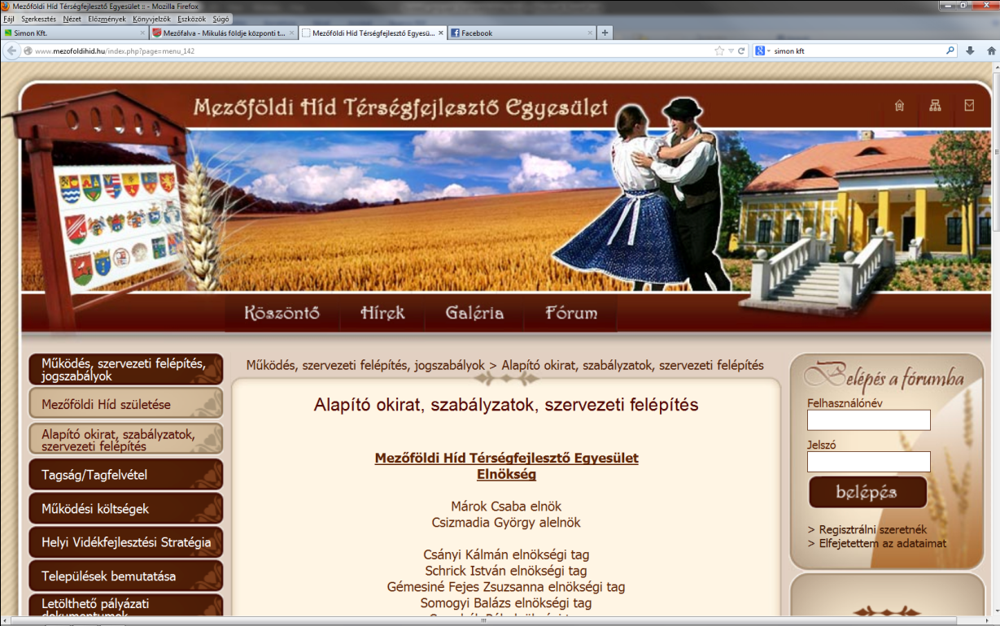 Mezőföldi Híd Térségfejlesztő Egyesület :: - Mozilla Firefox
Fájl Szerkesztés Nézet Előzmények Könyvjelzők Eszközök Súgó
Simon Kft. × Mezőfalva - Mikulás földje központi t... × Mezőföldi Híd Térségfejlesztő Egyesü... × Facebook × +
www.mezofoldihid.hu/index.php?page=menu_142 simon kft
Mezőföldi Híd Térségfejlesztő Egyesület
Köszöntő Hírek Galéria Fórum
Működés, szervezeti felépítés,
jogszabályok
Mezőföldi Híd születése
Alapító okirat, szabályzatok,
szervezeti felépítés
Tagság/Tagfelvétel
Működési költségek
Helyi Vidékfejlesztési Stratégia
Települések bemutatása
Letölthető pályázati
dokumentumok
Működés, szervezeti felépítés, jogszabályok > Alapító okirat, szabályzatok, szervezeti felépítés
Alapító okirat, szabályzatok, szervezeti felépítés
Mezőföldi Híd Térségfejlesztő Egyesület
Elnökség
Márok Csaba elnök
Csizmadia György alelnök
Csányi Kálmán elnökségi tag
Schrick István elnökségi tag
Gémesiné Fejes Zsuzsanna elnökségi tag
Somogyi Balázs elnökségi tag
Belépés a fórumba
Felhasználónév
Jelszó
belépés
> Regisztrálni szeretnék
> Elfejetettem az adataimat